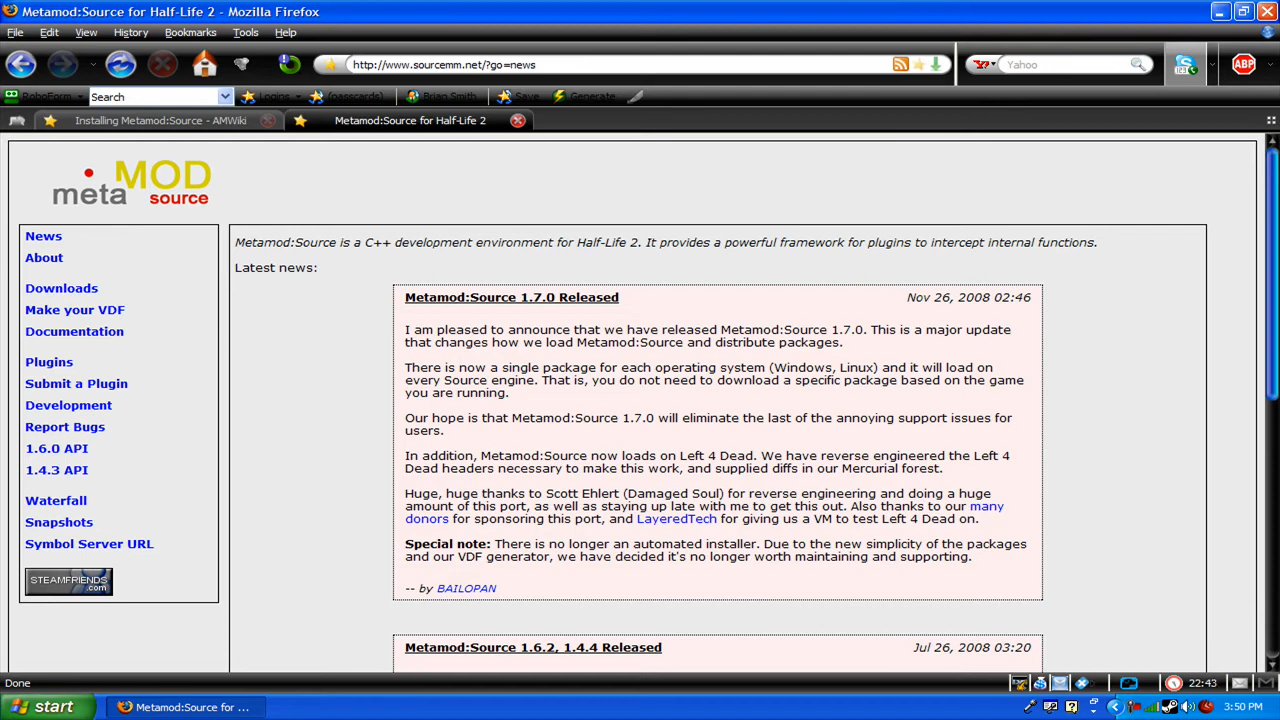 Metamod:Source for Half-Life 2 - Mozilla Firefox
File Edit View History Bookmarks Tools Help
http://www.sourcemm.net/?go=news
Yahoo
ABP
RoboForm Search Logins (passcards) Brian Smith Save Generate
Installing Metamod:Source - AMWiki
Metamod:Source for Half-Life 2
meta MOD
source
News
About
Downloads
Make your VDF
Documentation
Plugins
Submit a Plugin
Development
Report Bugs
1.6.0 API
1.4.3 API
Waterfall
Snapshots
Symbol Server URL
STEAMFRIENDS
.com
Metamod:Source is a C++ development environment for Half-Life 2. It provides a powerful framework for plugins to intercept internal functions.
Latest news:
Metamod:Source 1.7.0 Released Nov 26, 2008 02:46
I am pleased to announce that we have released Metamod:Source 1.7.0. This is a major update
that changes how we load Metamod:Source and distribute packages.
There is now a single package for each operating system (Windows, Linux) and it will load on
every Source engine. That is, you do not need to download a specific package based on the game
you are running.
Our hope is that Metamod:Source 1.7.0 will eliminate the last of the annoying support issues for
users.
In addition, Metamod:Source now loads on Left 4 Dead. We have reverse engineered the Left 4
Dead headers necessary to make this work, and supplied diffs in our Mercurial forest.
Huge, huge thanks to Scott Ehlert (Damaged Soul) for reverse engineering and doing a huge
amount of this port, as well as staying up late with me to get this out. Also thanks to our many
donors for sponsoring this port, and LayeredTech for giving us a VM to test Left 4 Dead on.
Special note: There is no longer an automated installer. Due to the new simplicity of the packages
and our VDF generator, we have decided it's no longer worth maintaining and supporting.
-- by BAILOPAN
Metamod:Source 1.6.2, 1.4.4 Released Jul 26, 2008 03:20
Done
22:43
start
Metamod:Source for ...
3:50 PM